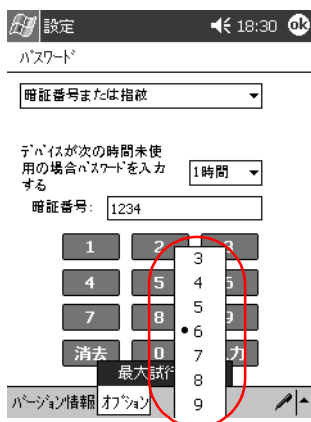 設定 18:30 ok
パスワード
暗証番号または指紋
デバイスが次の時間未使
用の場合パスワードを入力
する
1時間
暗証番号: 1234
1 2
4 5
7 8
消去 0 力
3
4
5
6
7
8
9
最大試行
バージョン情報 オプション